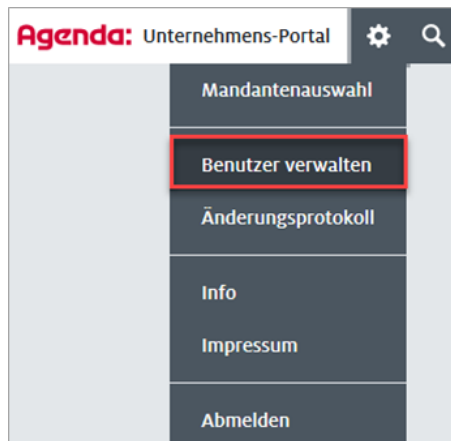 Agenda: Unternehmens-Portal
Mandantenauswahl
Benutzer verwalten
Änderungsprotokoll
Info
Impressum
Abmelden